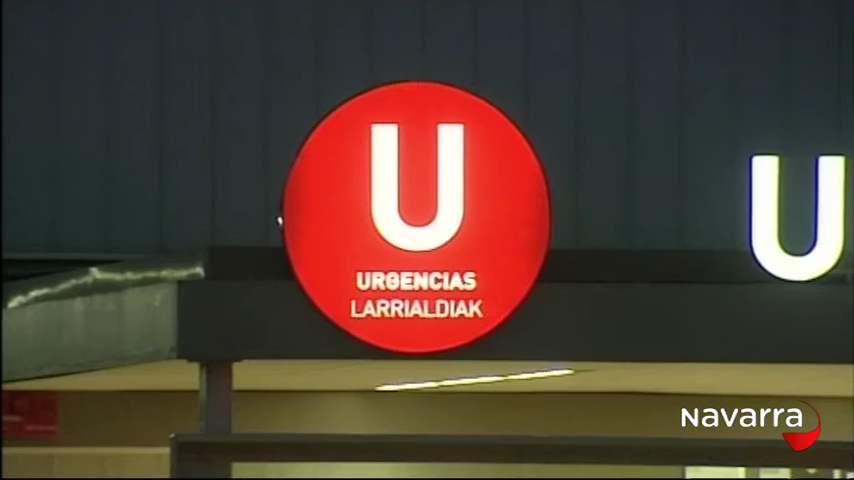 U
URGENCIAS
LARRIALDIAK
U
Navarra